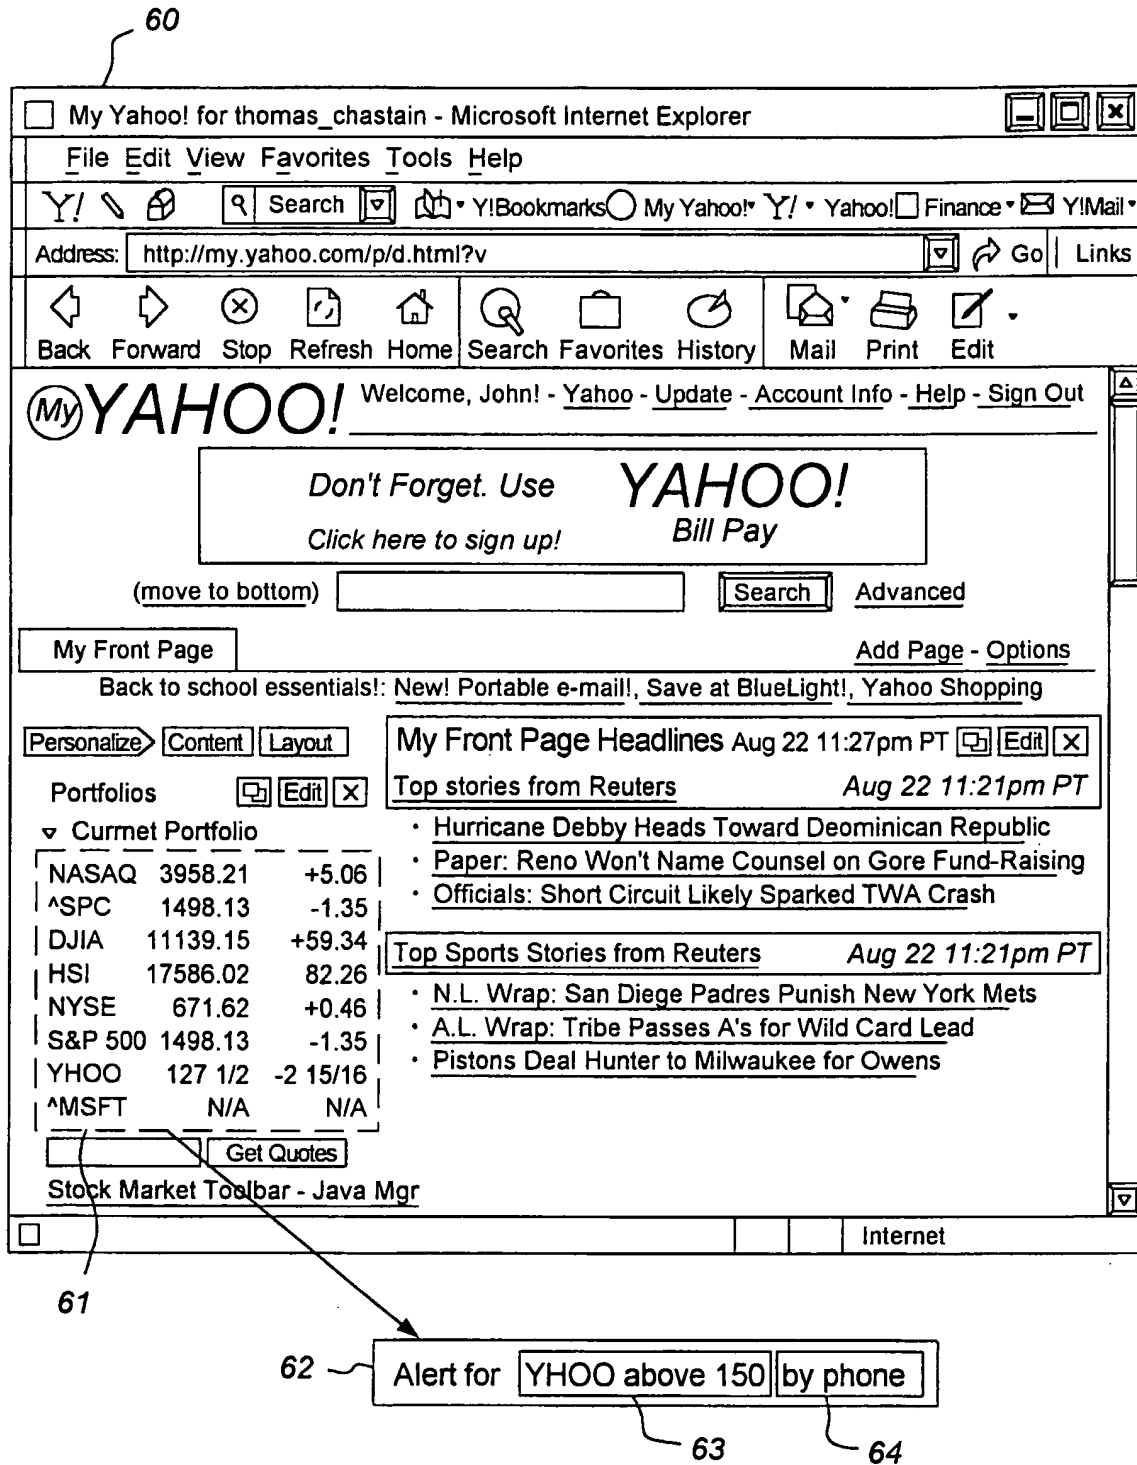 60
My Yahoo! for thomas_chastain - Microsoft Internet Explorer
File Edit View Favorites Tools Help
Y! Search Y!Bookmarks My Yahoo! Y! Yahoo! Finance Y!Mail
Address: http://my.yahoo.com/p/d.html?v Go Links
Back Forward Stop Refresh Home Search Favorites History Mail Print Edit
My YAHOO! Welcome, John! - Yahoo - Update - Account Info - Help - Sign Out
Don't Forget. Use YAHOO!
Click here to sign up! Bill Pay
(move to bottom) Search Advanced
My Front Page Add Page - Options
Back to school essentials!: New! Portable e-mail!, Save at BlueLight!, Yahoo Shopping
Personalize Content Layout
Portfolios Edit X
Curmet Portfolio
NASAQ 3958.21 +5.06
^SPC 1498.13 -1.35
DJIA 11139.15 +59.34
HSI 17586.02 82.26
NYSE 671.62 +0.46
S&P 500 1498.13 -1.35
YHOO 127 1/2 -2 15/16
^MSFT N/A N/A
Get Quotes
Stock Market Toolbar - Java Mgr
My Front Page Headlines Aug 22 11:27pm PT Edit X
Top stories from Reuters Aug 22 11:21pm PT
· Hurricane Debby Heads Toward Deominican Republic
· Paper: Reno Won't Name Counsel on Gore Fund-Raising
· Officials: Short Circuit Likely Sparked TWA Crash
Top Sports Stories from Reuters Aug 22 11:21pm PT
· N.L. Wrap: San Diego Padres Punish New York Mets
· A.L. Wrap: Tribe Passes A's for Wild Card Lead
· Pistons Deal Hunter to Milwaukee for Owens
Internet
61
62 Alert for YHOO above 150 by phone
63 64